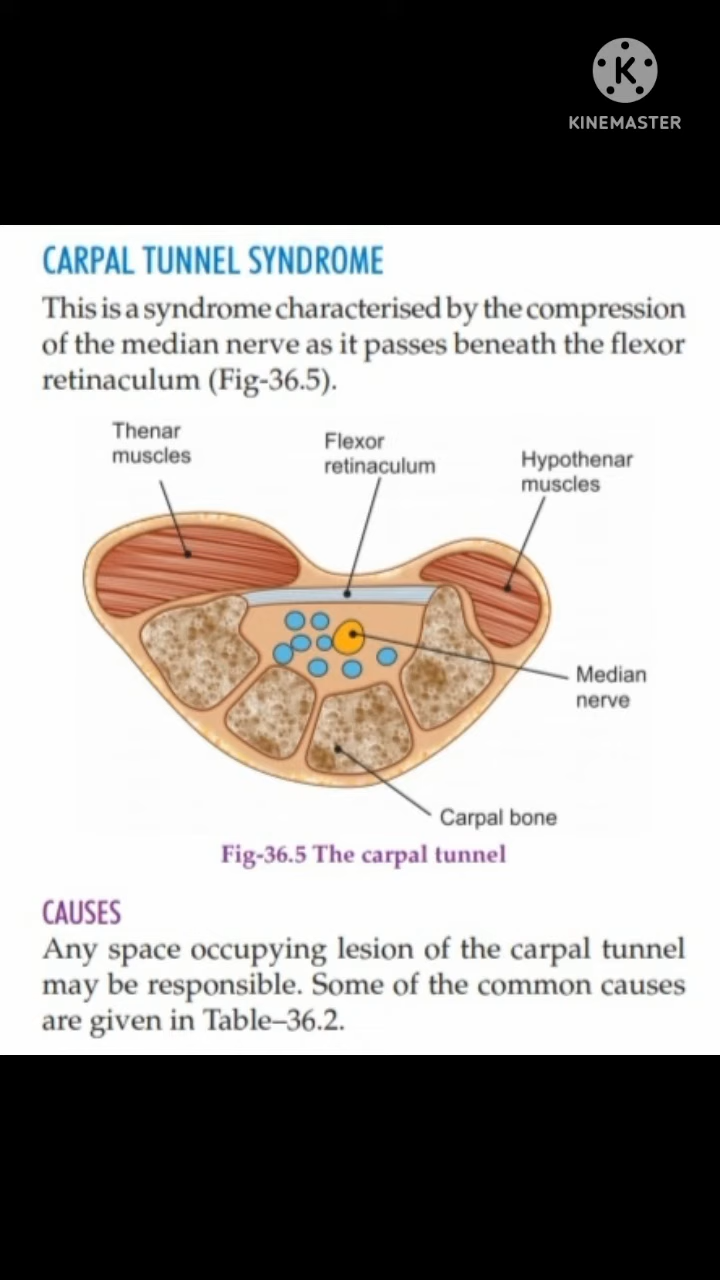 KINEMASTER
CARPAL TUNNEL SYNDROME
This is a syndrome characterised by the compression
of the median nerve as it passes beneath the flexor
retinaculum (Fig-36.5).
Thenar
muscles
Flexor
retinaculum
Hypothenar
muscles
Median
nerve
Carpal bone
Fig-36.5 The carpal tunnel
CAUSES
Any space occupying lesion of the carpal tunnel
may be responsible. Some of the common causes
are given in Table–36.2.